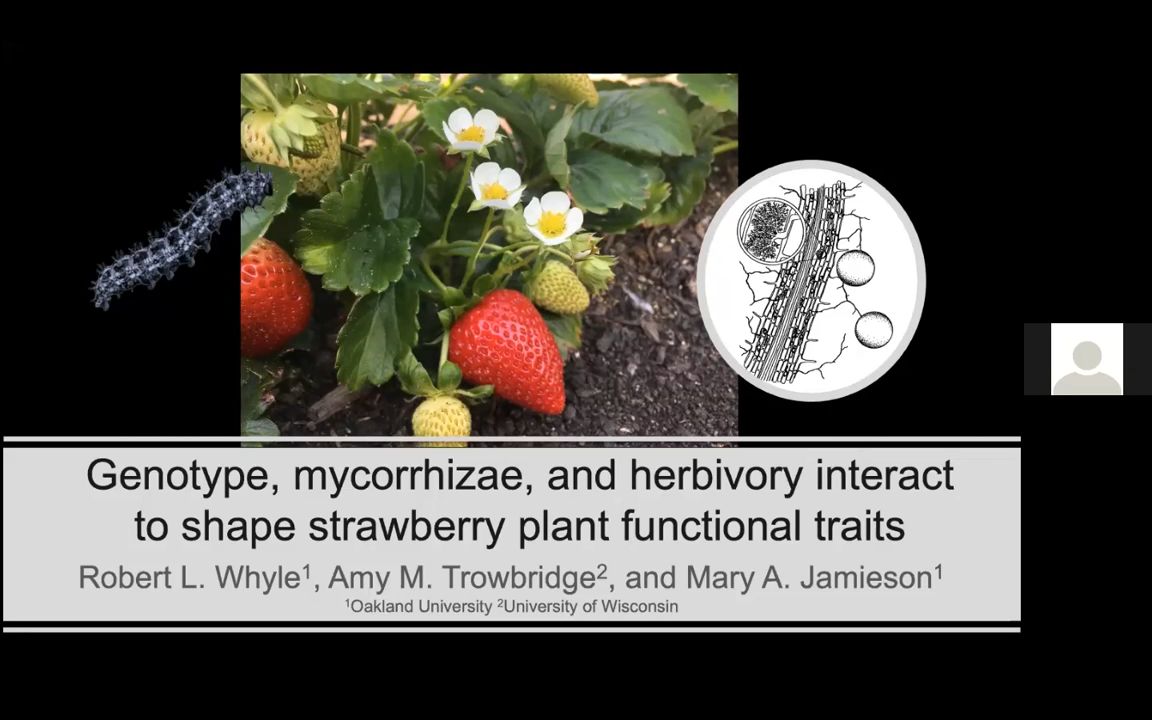 Genotype, mycorrhizae, and herbivory interact
to shape strawberry plant functional traits
Robert L. Whyle¹, Amy M. Trowbridge², and Mary A. Jamieson¹
¹Oakland University ²University of Wisconsin